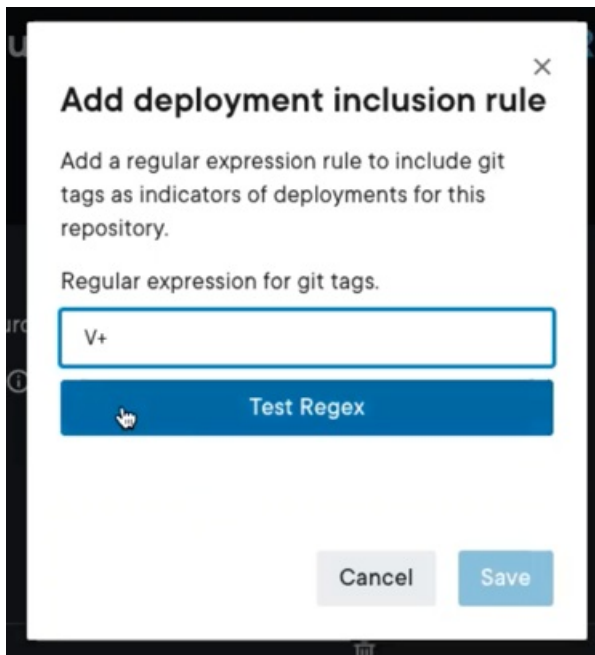 Add deployment inclusion rule
Add a regular expression rule to include git
tags as indicators of deployments for this
repository.
Regular expression for git tags.
V+
Test Regex
Cancel
Save